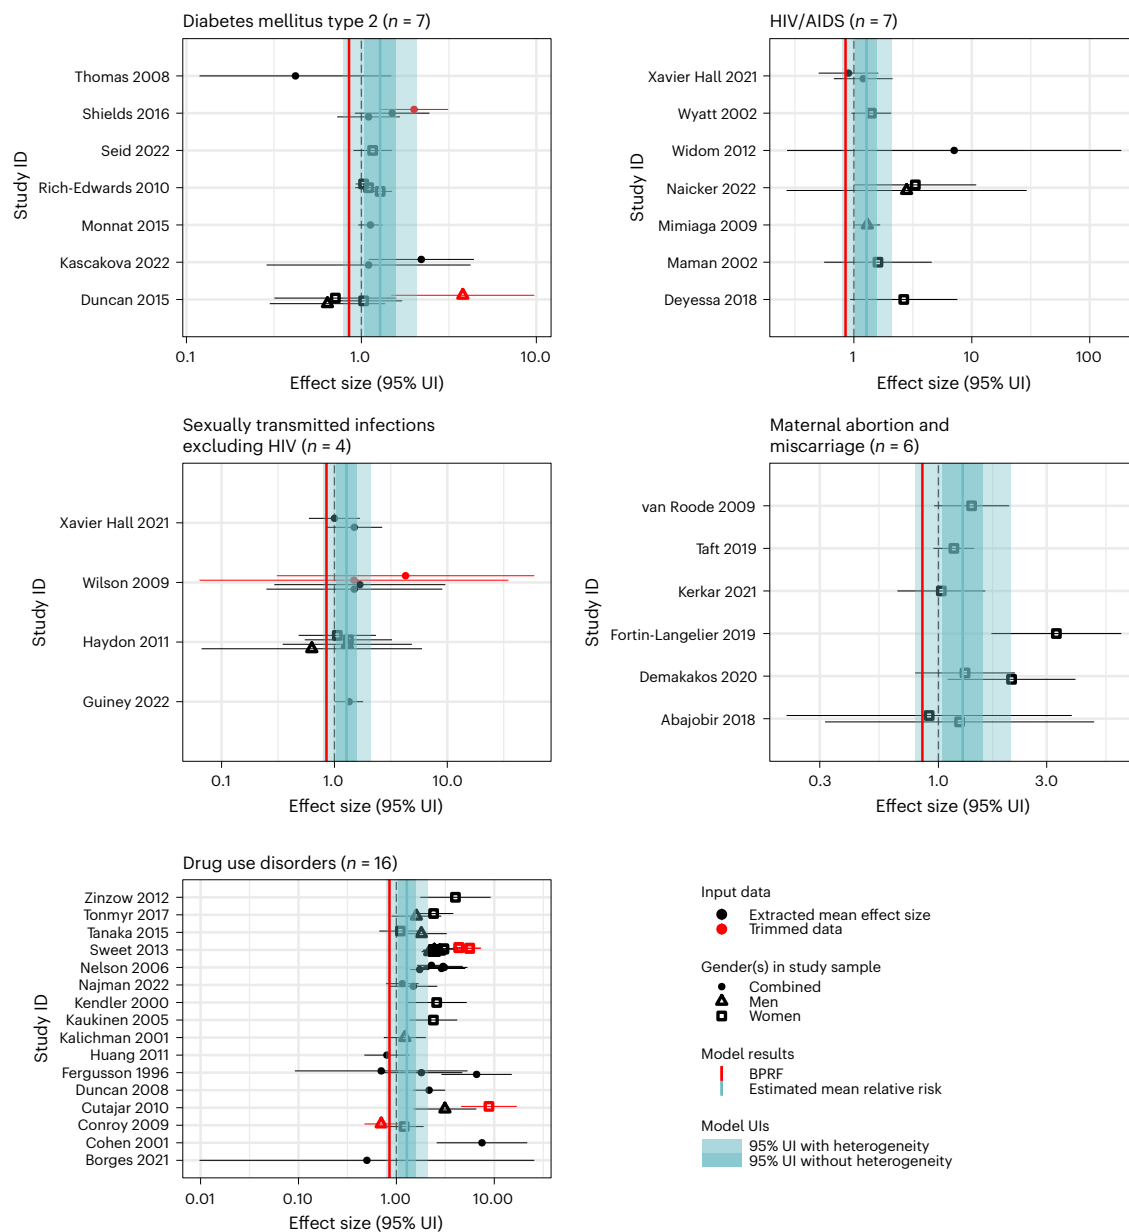 Diabetes mellitus type 2 (n = 7)
Study ID
Thomas 2008
Shields 2016
Seid 2022
Rich-Edwards 2010
Monnat 2015
Kascakova 2022
Duncan 2015
0.1
1.0
10.0
Effect size (95% UI)
HIV/AIDS (n = 7)
Study ID
Xavier Hall 2021
Wyatt 2002
Widom 2012
Naicker 2022
Mimiaga 2009
Maman 2002
Deyessa 2018
1
10
100
Effect size (95% UI)
Sexually transmitted infections
excluding HIV (n = 4)
Study ID
Xavier Hall 2021
Wilson 2009
Haydon 2011
Guiney 2022
0.1
1.0
10.0
Effect size (95% UI)
Maternal abortion and
miscarriage (n = 6)
Study ID
van Roode 2009
Taft 2019
Kerkar 2021
Fortin-Langelier 2019
Demakakos 2020
Abajobir 2018
0.3
1.0
3.0
Effect size (95% UI)
Drug use disorders (n = 16)
Study ID
Zinzow 2012
Tonmyr 2017
Tanaka 2015
Sweet 2013
Nelson 2006
Najman 2022
Kendler 2000
Kaukinen 2005
Kalichman 2001
Huang 2011
Fergusson 1996
Duncan 2008
Cutajar 2010
Conroy 2009
Cohen 2001
Borges 2021
0.01
0.10
1.00
10.00
Effect size (95% UI)
Input data
Extracted mean effect size
Trimmed data
Gender(s) in study sample
Combined
Men
Women
Model results
BPRF
Estimated mean relative risk
Model UIs
95% UI with heterogeneity
95% UI without heterogeneity